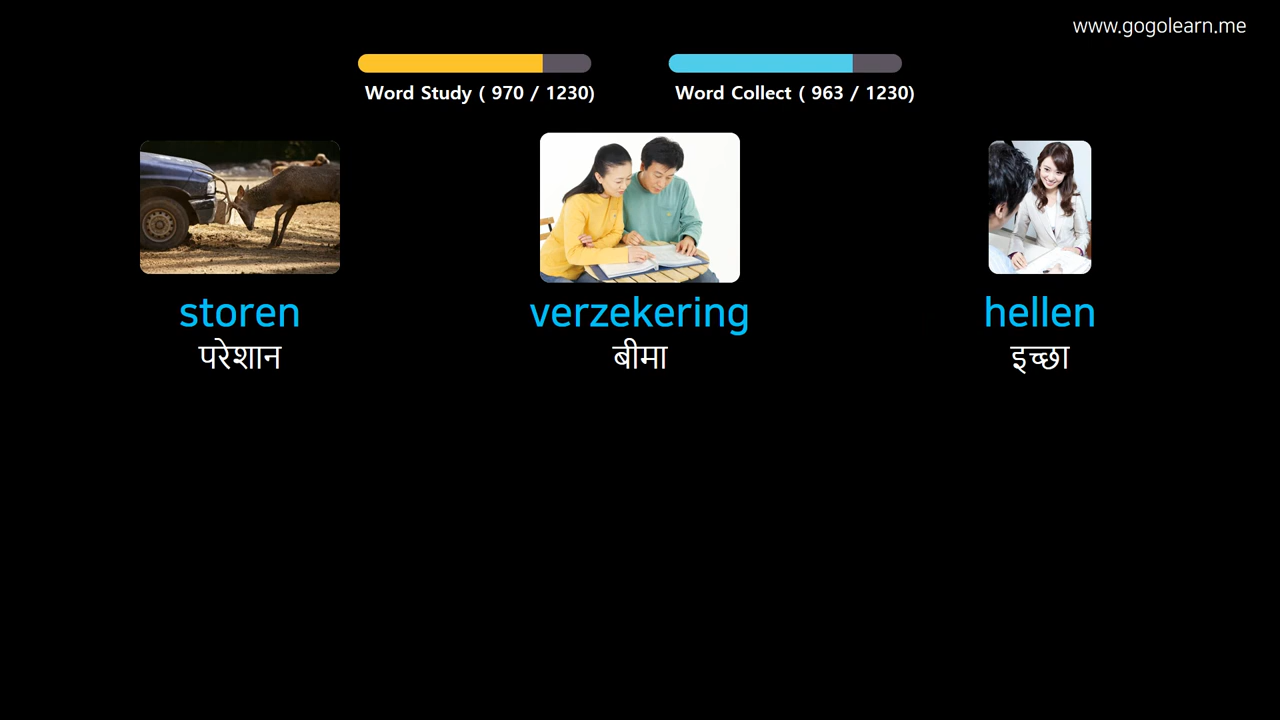 www.gogolearn.me
Word Study ( 970 / 1230)
Word Collect ( 963 / 1230)
storen
verzekering
hellen
परेशान
बीमा
इच्छा